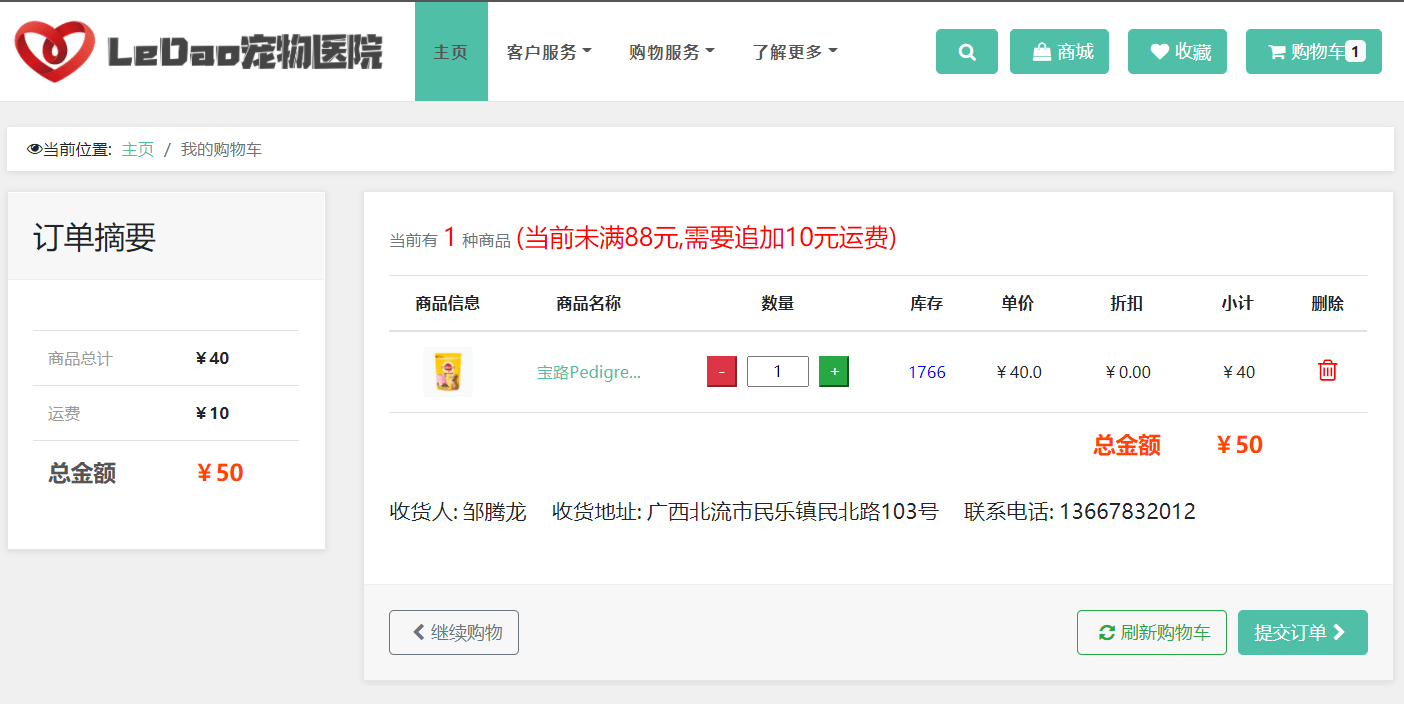 LeDao宠物医院 主页 客户服务 购物服务 了解更多 商城 收藏 购物车 1
当前位置: 主页 / 我的购物车
订单摘要
商品总计 ¥40
运费 ¥10
总金额 ¥50
当前有 1 种商品 (当前未满88元,需要追加10元运费)
商品信息 商品名称 数量 库存 单价 折扣 小计 删除
宝路Pedigre... - 1 + 1766 ¥40.0 ¥0.00 ¥40
总金额 ¥50
收货人: 邹腾龙 收货地址: 广西北流市民乐镇民北路103号 联系电话: 13667832012
继续购物 刷新购物车 提交订单